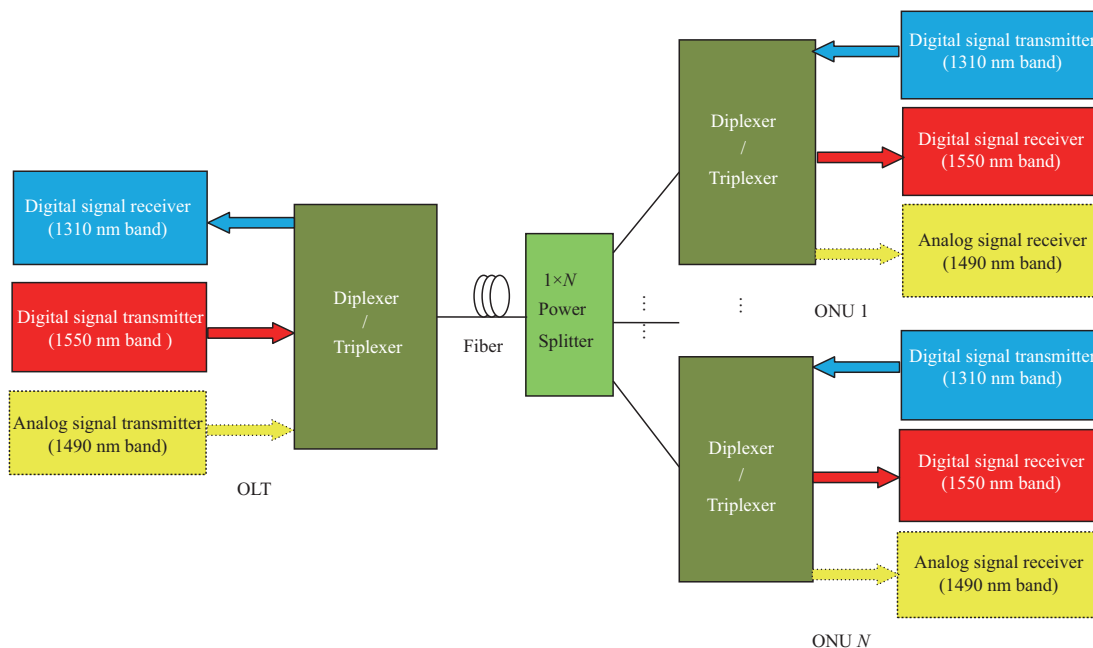 Digital signal receiver
(1310 nm band)
Digital signal transmitter
(1550 nm band )
Analog signal transmitter
(1490 nm band)
OLT
Diplexer
/
Triplexer
Fiber
1×N
Power
Splitter
Diplexer
/
Triplexer
Digital signal transmitter
(1310 nm band)
Digital signal receiver
(1550 nm band)
Analog signal receiver
(1490 nm band)
ONU 1
Diplexer
/
Triplexer
Digital signal transmitter
(1310 nm band)
Digital signal receiver
(1550 nm band)
Analog signal receiver
(1490 nm band)
ONU N